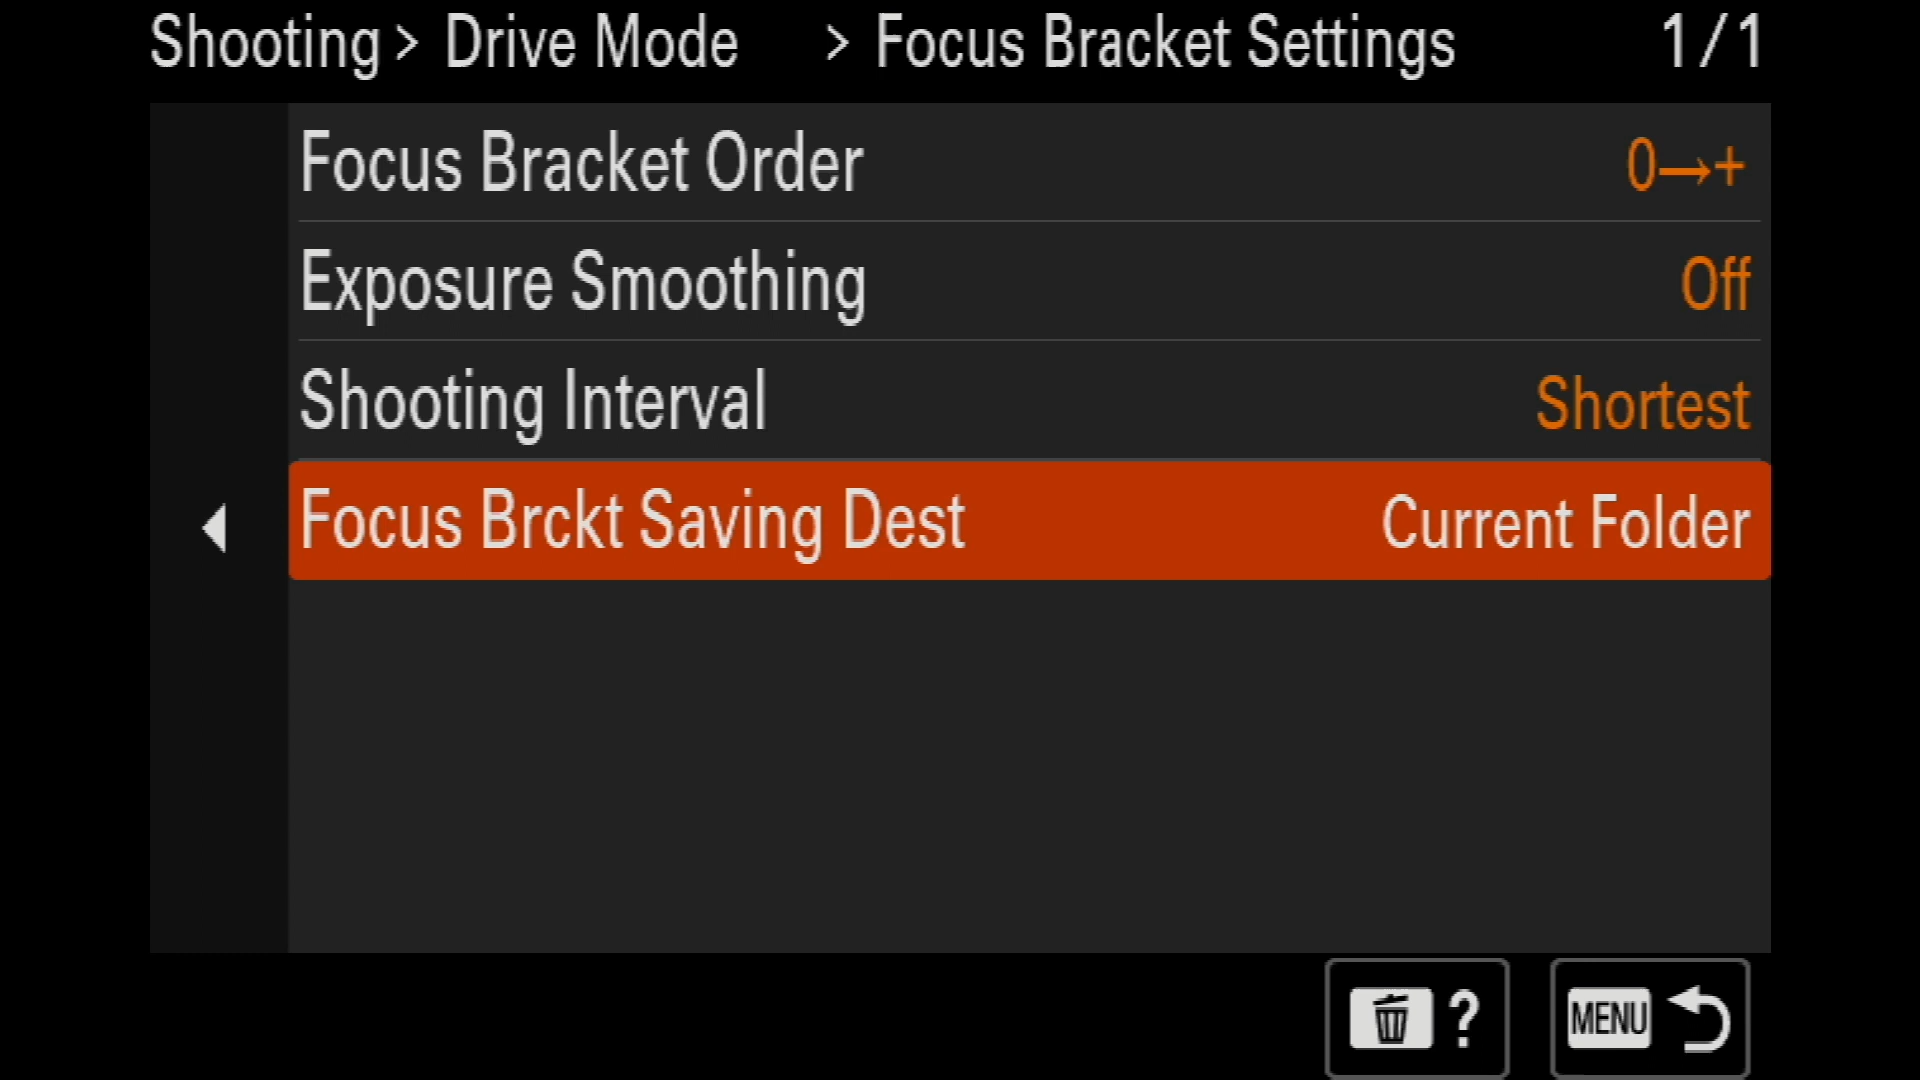 Shooting > Drive Mode > Focus Bracket Settings 1/1
Focus Bracket Order 0→+
Exposure Smoothing Off
Shooting Interval Shortest
Focus Brckt Saving Dest Current Folder
? MENU